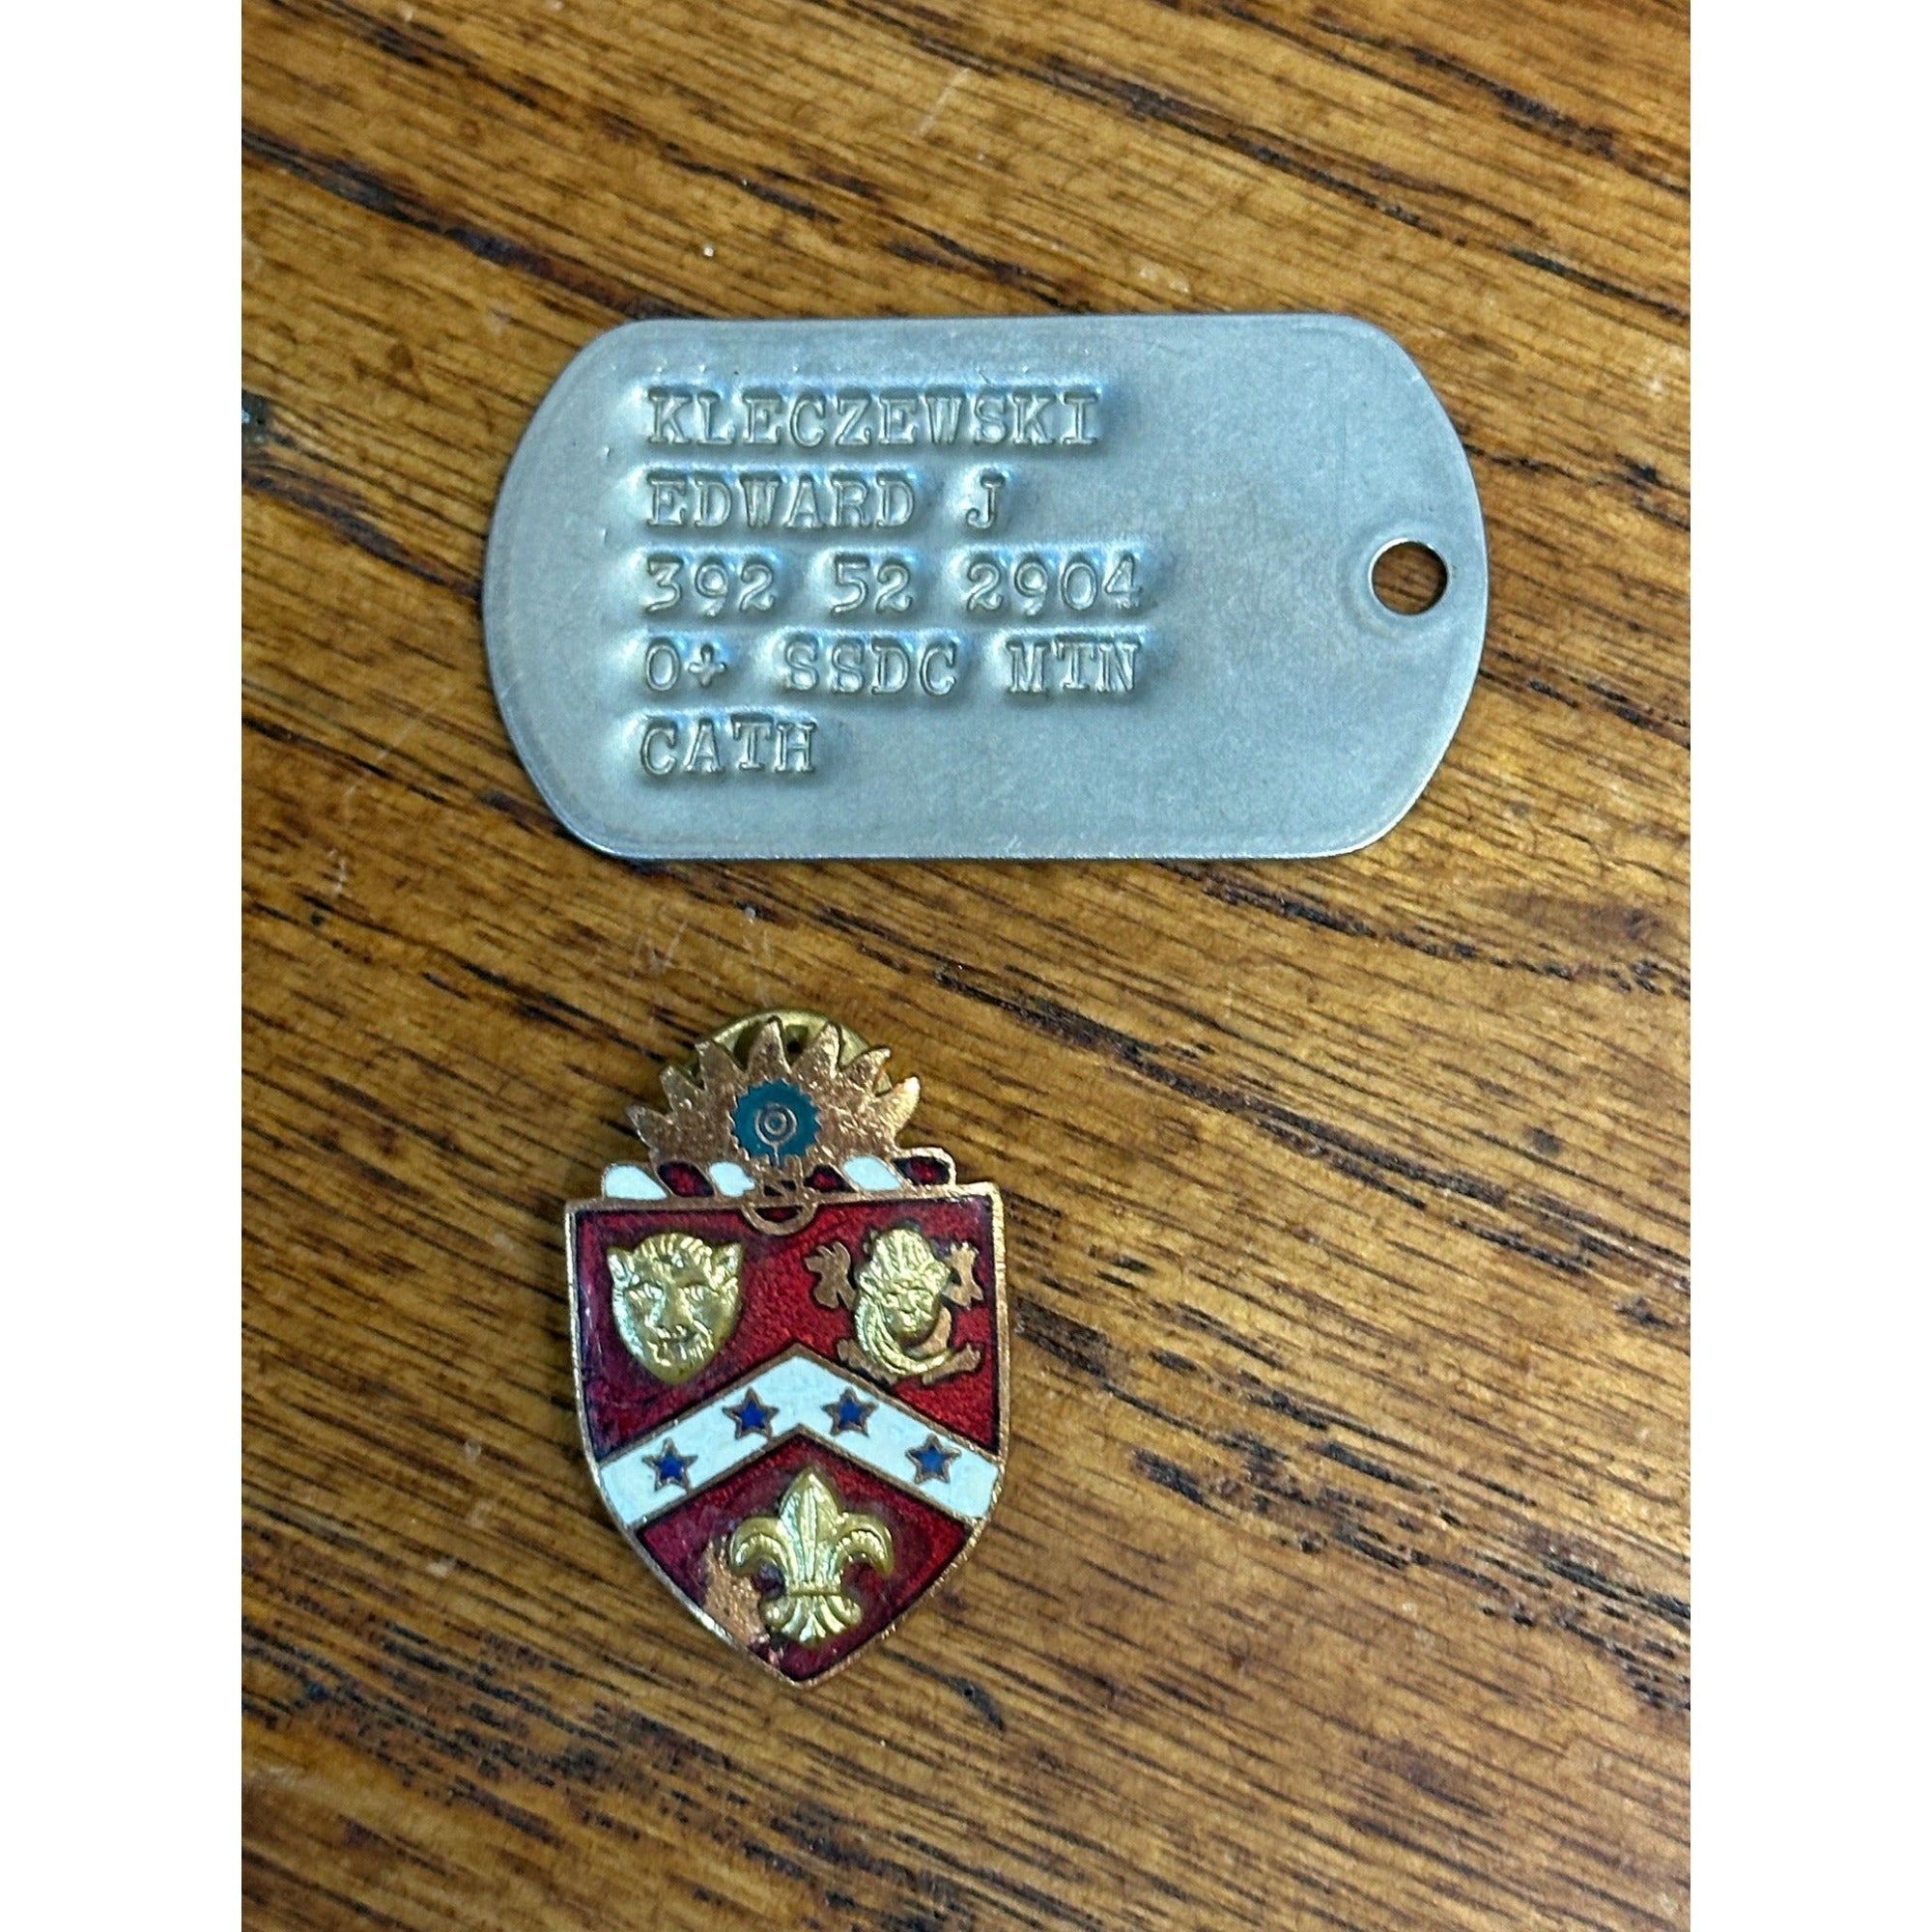 KLECZEWSKI
EDWARD J
392 52 2904
O+ SSDC MTN
CATH